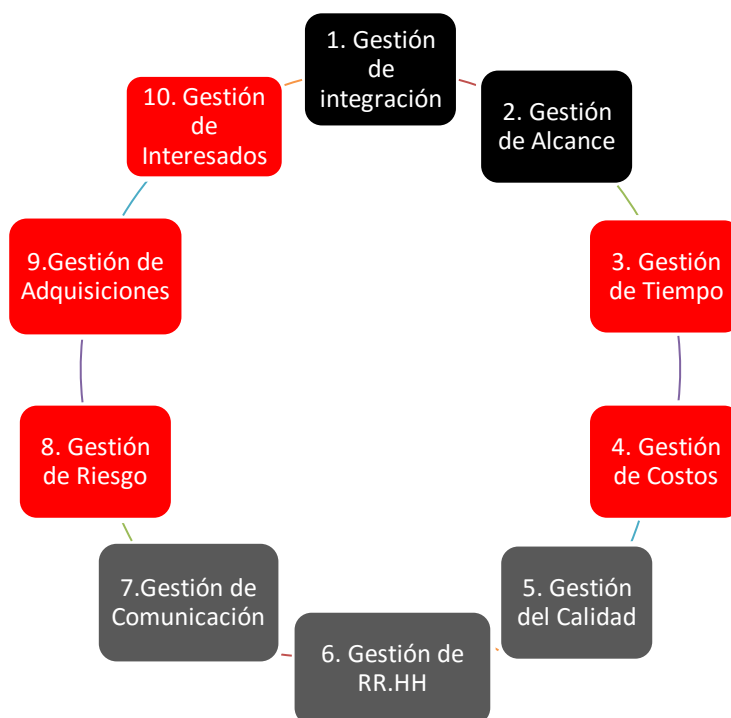 1. Gestión
de
integración
2. Gestión
de Alcance
3. Gestión
de Tiempo
4. Gestión
de Costos
5. Gestión
del Calidad
6. Gestión de
RR.HH
7.Gestión de
Comunicación
8. Gestión
de Riesgo
9.Gestión de
Adquisiciones
10. Gestión
de
Interesados